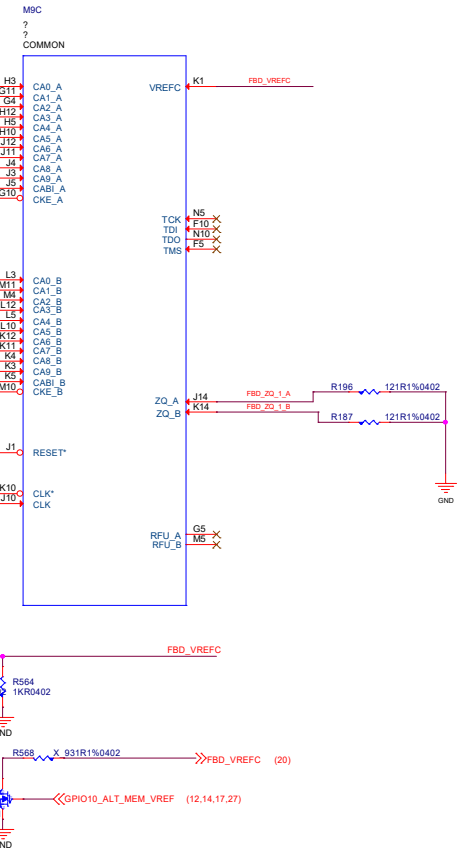 M9C
?
?
COMMON
H3 CA0_A
G11 CA1_A
G4 CA2_A
H12 CA3_A
H5 CA4_A
H10 CA5_A
J12 CA6_A
J11 CA7_A
J4 CA8_A
J3 CA9_A
J5 CABI_A
G10 CKE_A
VREFC K1 FBD_VREFC
TCK N5
TDI F10
TDO N10
TMS F5
L3 CA0_B
M11 CA1_B
M4 CA2_B
L12 CA3_B
L5 CA4_B
L10 CA5_B
K12 CA6_B
K11 CA7_B
K4 CA8_B
K3 CA9_B
K5 CABI_B
M10 CKE_B
ZQ_A J14 FBD_ZQ_1_A R196 121R1%0402
ZQ_B K14 FBD_ZQ_1_B R187 121R1%0402
GND
J1 RESET*
K10 CLK*
J10 CLK
RFU_A G5
RFU_B M5
FBD_VREFC
R564
1KR0402
ND
R568 X_931R1%0402 FBD_VREFC (20)
GPIO10_ALT_MEM_VREF (12,14,17,27)
ND